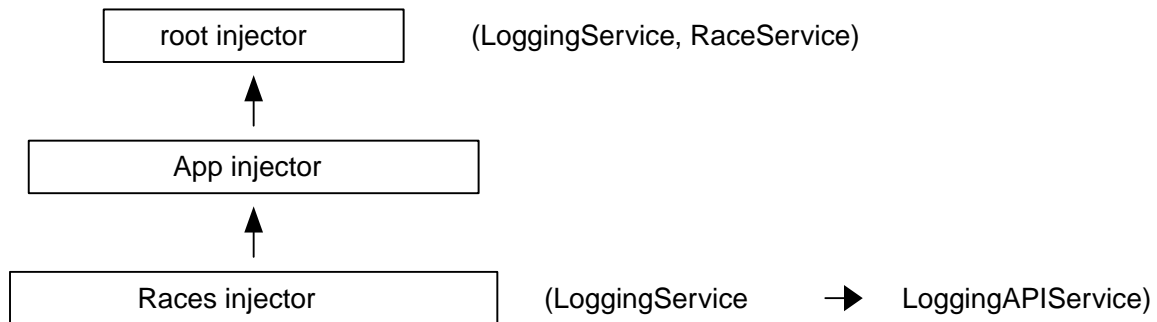 root injector (LoggingService, RaceService)
App injector
Races injector (LoggingService LoggingAPIService)